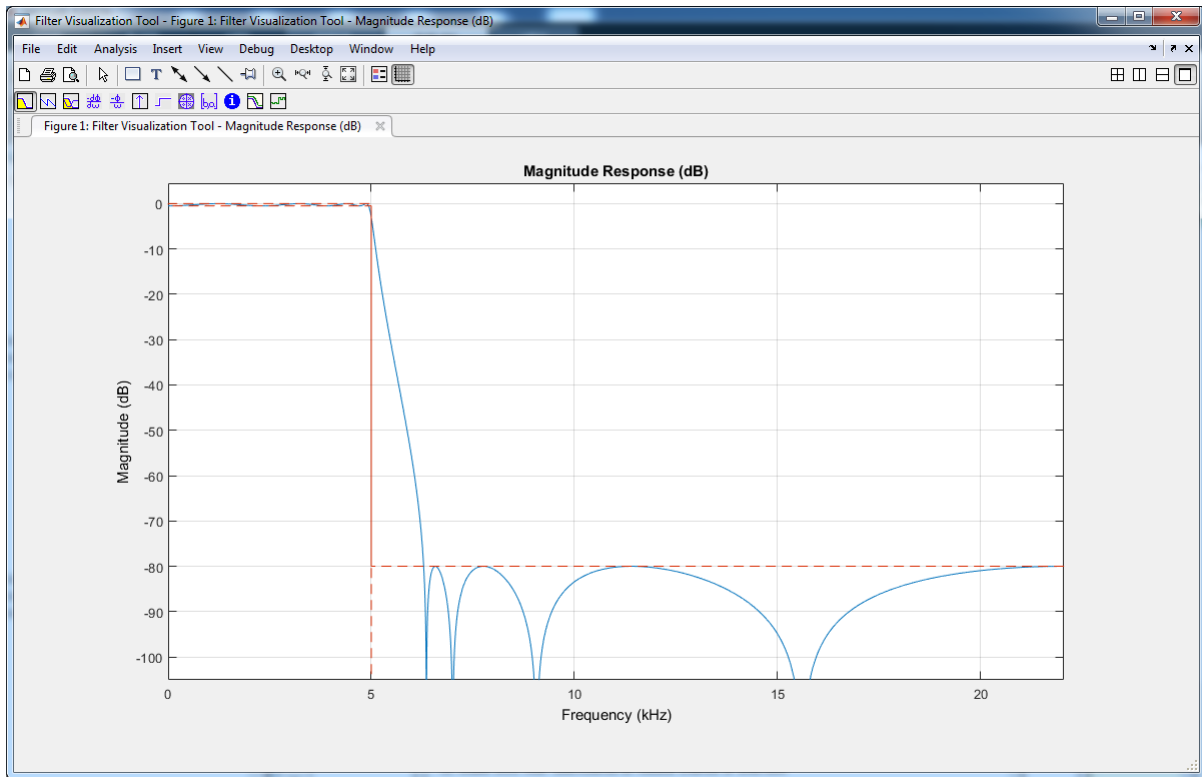 Filter Visualization Tool - Figure 1: Filter Visualization Tool - Magnitude Response (dB)
File Edit Analysis Insert View Debug Desktop Window Help
Figure 1: Filter Visualization Tool - Magnitude Response (dB)
Magnitude Response (dB)
0
-10
-20
-30
-40
-50
-60
-70
-80
-90
-100
Magnitude (dB)
0 5 10 15 20
Frequency (kHz)